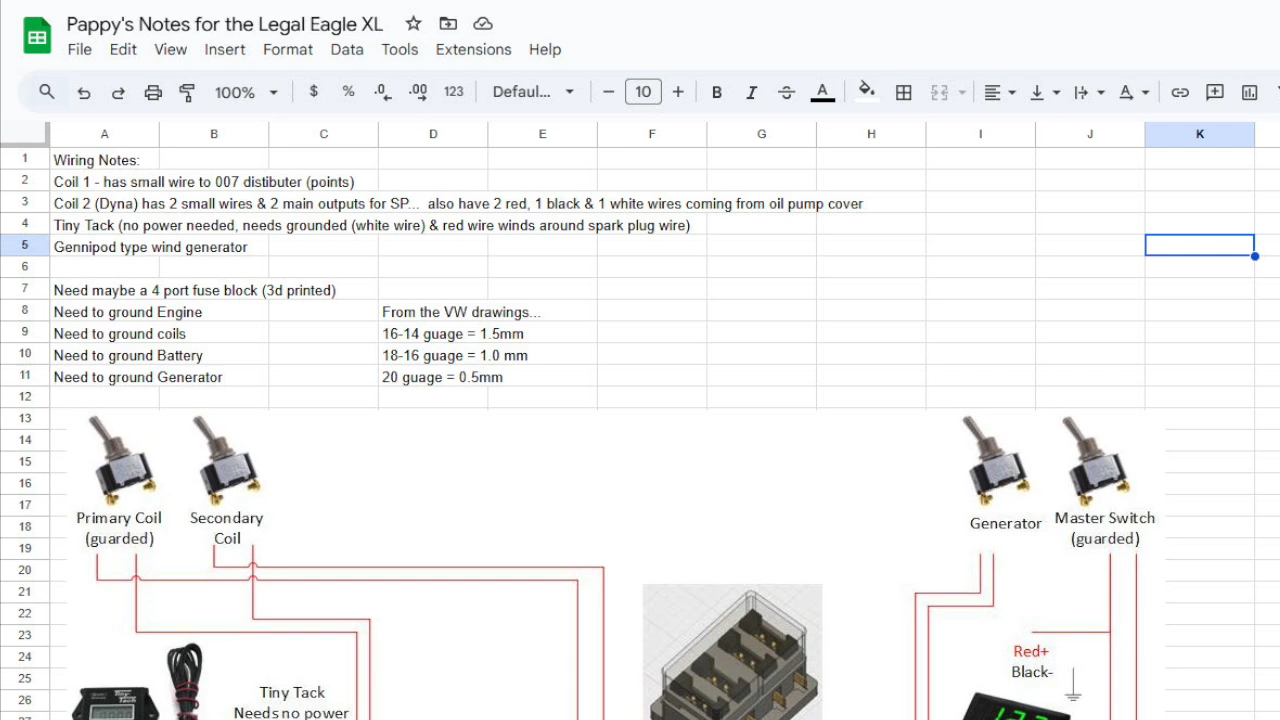 Pappy's Notes for the Legal Eagle XL
File Edit View Insert Format Data Tools Extensions Help
100% $ % .0 .00 123 Defaul... 10 B I A
A B C D E F G H I J K
1 Wiring Notes:
2 Coil 1 - has small wire to 007 distibuter (points)
3 Coil 2 (Dyna) has 2 small wires & 2 main outputs for SP... also have 2 red, 1 black & 1 white wires coming from oil pump cover
4 Tiny Tack (no power needed, needs grounded (white wire) & red wire winds around spark plug wire)
5 Gennipod type wind generator
6
7 Need maybe a 4 port fuse block (3d printed)
8 Need to ground Engine From the VW drawings...
9 Need to ground coils 16-14 guage = 1.5mm
10 Need to ground Battery 18-16 guage = 1.0 mm
11 Need to ground Generator 20 guage = 0.5mm
12
13
14
15
16
17
18
19
20
21
22
23
24
25
26
Primary Coil
(guarded)
Secondary
Coil
Generator
Master Switch
(guarded)
Red+
Black-
Tiny Tack
Needs no power